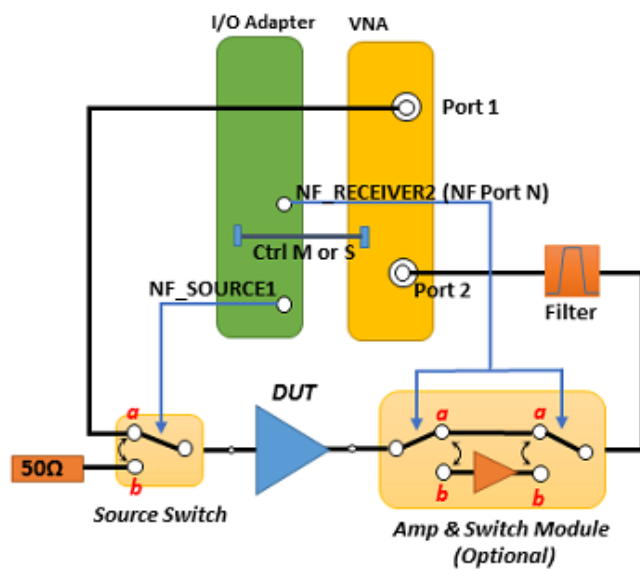 I/O Adapter
VNA
Port 1
NF_RECEIVER2 (NF Port N)
Ctrl M or S
NF_SOURCE1
Port 2
Filter
DUT
a
a
a
50Ω
b
b
b
Source Switch
Amp & Switch Module
(Optional)